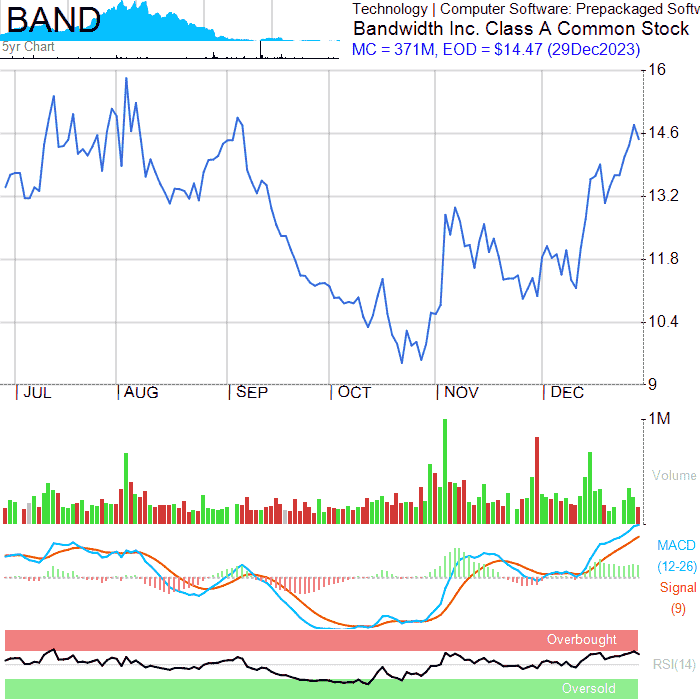 BAND
5yr Chart
Technology | Computer Software: Prepackaged Softw
Bandwidth Inc. Class A Common Stock
MC = 371M, EOD = $14.47 (29Dec2023)
16
14.6
13.2
11.8
10.4
9
JUL AUG SEP OCT NOV DEC
1M
Volume
MACD
(12-26)
Signal
(9)
Overbought
RSI(14)
Oversold